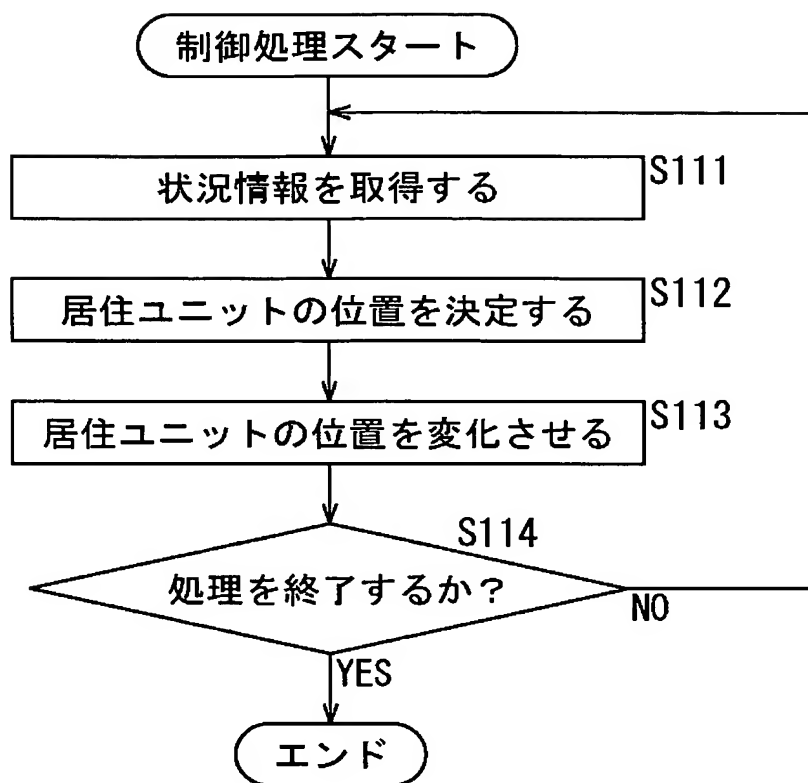 制御処理スタート
状況情報を取得する
S111
居住ユニットの位置を決定する
S112
居住ユニットの位置を変化させる
S113
S114
処理を終了するか？
NO
YES
エンド